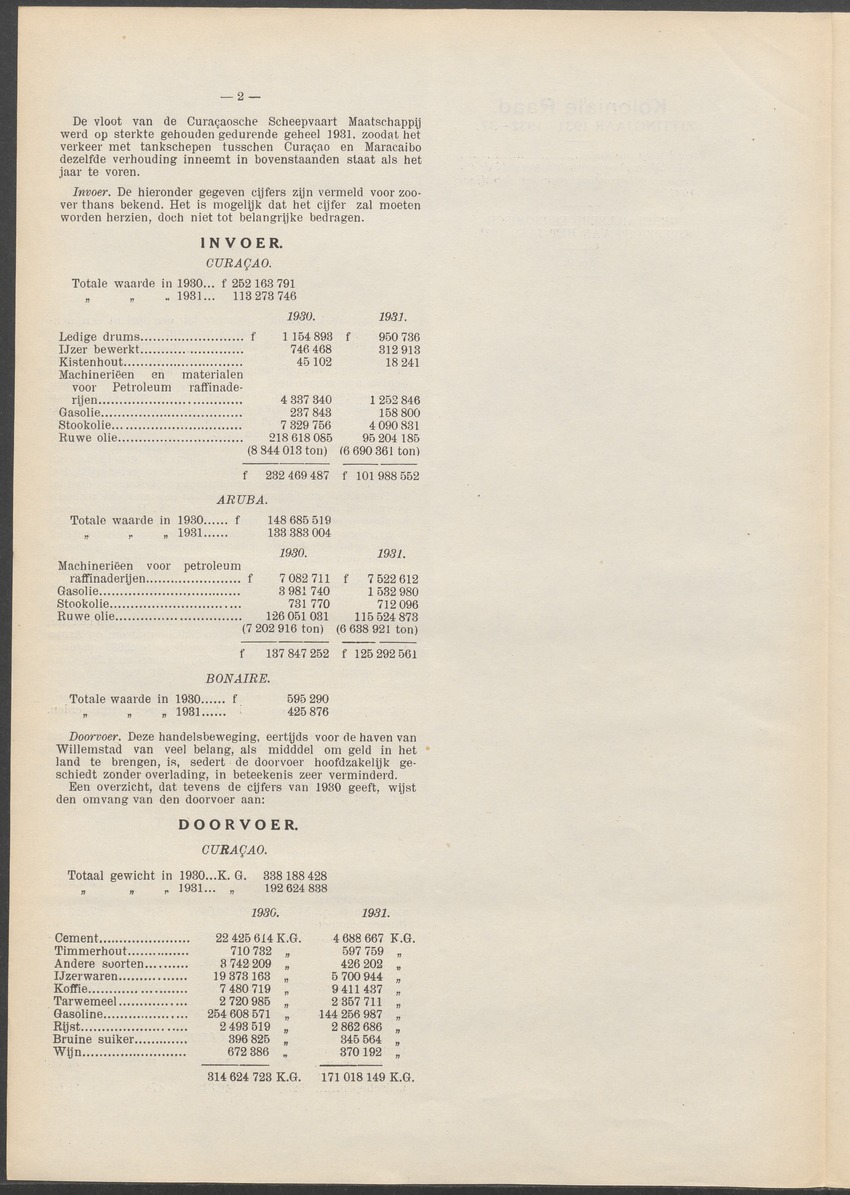 — 2 —
De vloot van de Curaçaosche Scheepvaart Maatschappij
werd op sterkte gehouden gedurende geheel 1931, zoodat het
verkeer met tankschepen tusschen Curaçao en Maracaibo
dezelfde verhouding inneemt in bovenstaanden staat als het
jaar te voren.
Invoer. De hieronder gegeven cijfers zijn vermeld voor zoo-
ver thans bekend. Het is mogelijk dat het cijfer zal moeten
worden herzien, doch niet tot belangrijke bedragen.
INVOER.
CURAÇAO.
Totale waarde in 1930... f 252 163 791
„ „ „ 1931... 113 273 746
1930. 1931.
Ledige drums......................... f 1 154 893 f 950 736
IJzer bewerkt......................... 746 468 312 913
Kistenhout............................. 45 102 18 241
Machinerieën en materialen
voor Petroleum raffinade-
rijen................................... 4 337 340 1 252 846
Gasolie.................................. 237 843 158 800
Stookolie................................ 7 329 756 4 090 831
Ruwe olie.............................. 218 618 085 95 204 185
(8 844 013 ton) (6 690 361 ton)
f 232 469 487 f 101 988 552
ARUBA.
Totale waarde in 1930...... f 148 685 519
„ „ „ 1931...... 133 383 004
1930. 1931.
Machinerieën voor petroleum
raffinaderijen....................... f 7 082 711 f 7 522 612
Gasolie.................................. 3 981 740 1 532 980
Stookolie................................ 731 770 712 096
Ruwe olie............................... 126 051 031 115 524 873
(7 202 916 ton) (6 638 921 ton)
f 137 847 252 f 125 292 561
BONAIRE.
Totale waarde in 1930...... f 595 290
„ „ „ 1931...... 425 876
Doorvoer. Deze handelsbeweging, eertijds voor de haven van
Willemstad van veel belang, als midddel om geld in het
land te brengen, is, sedert de doorvoer hoofdzakelijk ge-
schiedt zonder overlading, in beteekenis zeer verminderd.
Een overzicht, dat tevens de cijfers van 1930 geeft, wijst
den omvang van den doorvoer aan:
DOORVOER.
CURAÇAO.
Totaal gewicht in 1930...K. G. 338 188 428
„ „ „ 1931... „ 192 624 838
1930. 1931.
Cement...................... 22 425 614 K.G. 4 688 667 K.G.
Timmerhout............... 710 732 „ 597 759 „
Andere soorten.......... 3 742 209 „ 426 202 „
IJzerwaren................. 19 373 163 „ 5 700 944 „
Koffie........................ 7 480 719 „ 9 411 437 „
Tarwemeel................ 2 720 985 „ 2 357 711 „
Gasoline..................... 254 608 571 „ 144 256 987 „
Rijst.......................... 2 493 519 „ 2 862 686 „
Bruine suiker............. 396 825 „ 345 564 „
Wijn......................... 672 386 „ 370 192 „
314 624 723 K.G. 171 018 149 K.G.